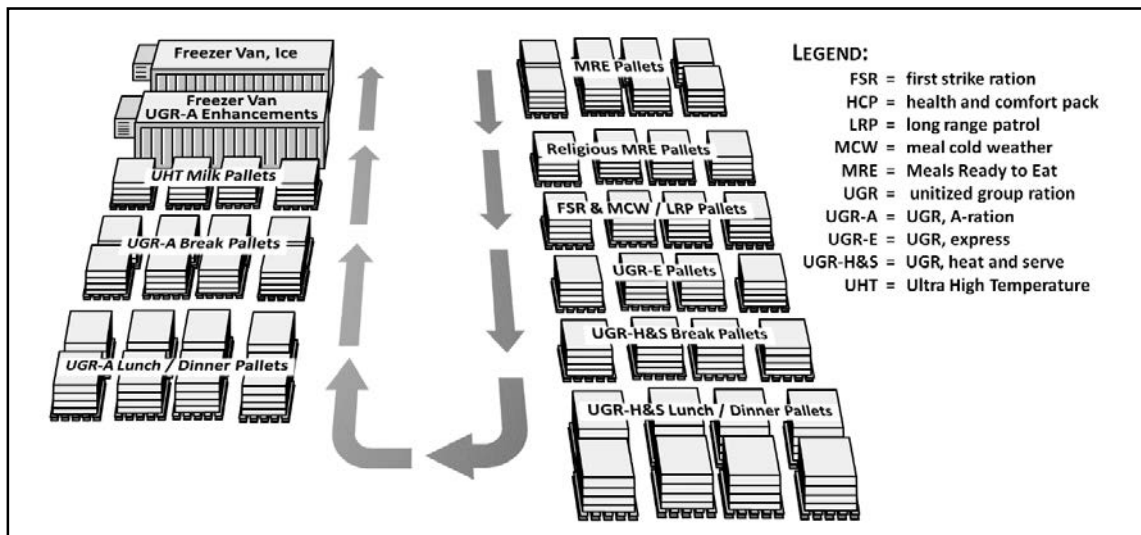 Freezer Van, Ice
Freezer Van
UGR-A Enhancements
UHT Milk Pallets
UGR-A Break Pallets
UGR-A Lunch / Dinner Pallets
MRE Pallets
Religious MRE Pallets
FSR & MCW / LRP Pallets
UGR-E Pallets
UGR-H&S Break Pallets
UGR-H&S Lunch / Dinner Pallets
LEGEND:
FSR = first strike ration
HCP = health and comfort pack
LRP = long range patrol
MCW = meal cold weather
MRE = Meals Ready to Eat
UGR = unitized group ration
UGR-A = UGR, A-ration
UGR-E = UGR, express
UGR-H&S = UGR, heat and serve
UHT = Ultra High Temperature